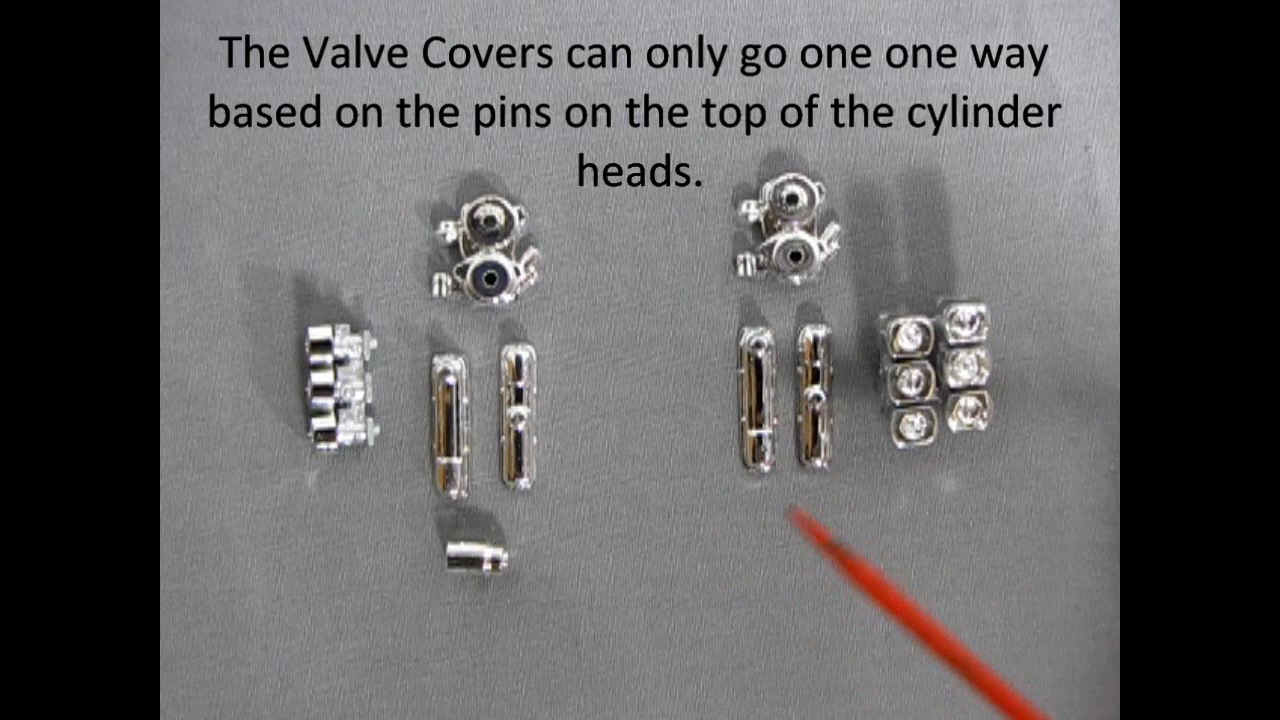 The Valve Covers can only go one one way
based on the pins on the top of the cylinder
heads.